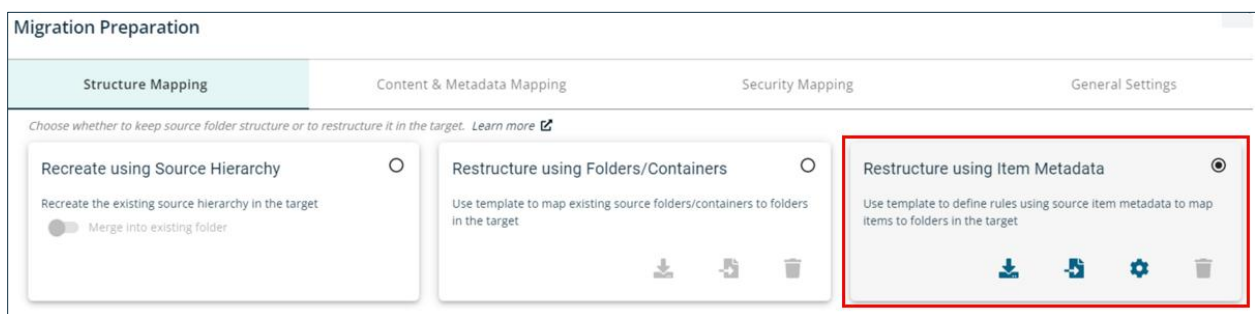 Migration Preparation
Structure Mapping
Content & Metadata Mapping
Security Mapping
General Settings
Choose whether to keep source folder structure or to restructure it in the target. Learn more
Recreate using Source Hierarchy
Recreate the existing source hierarchy in the target
Merge into existing folder
Restructure using Folders/Containers
Use template to map existing source folders/containers to folders
in the target
Restructure using Item Metadata
Use template to define rules using source item metadata to map
items to folders in the target